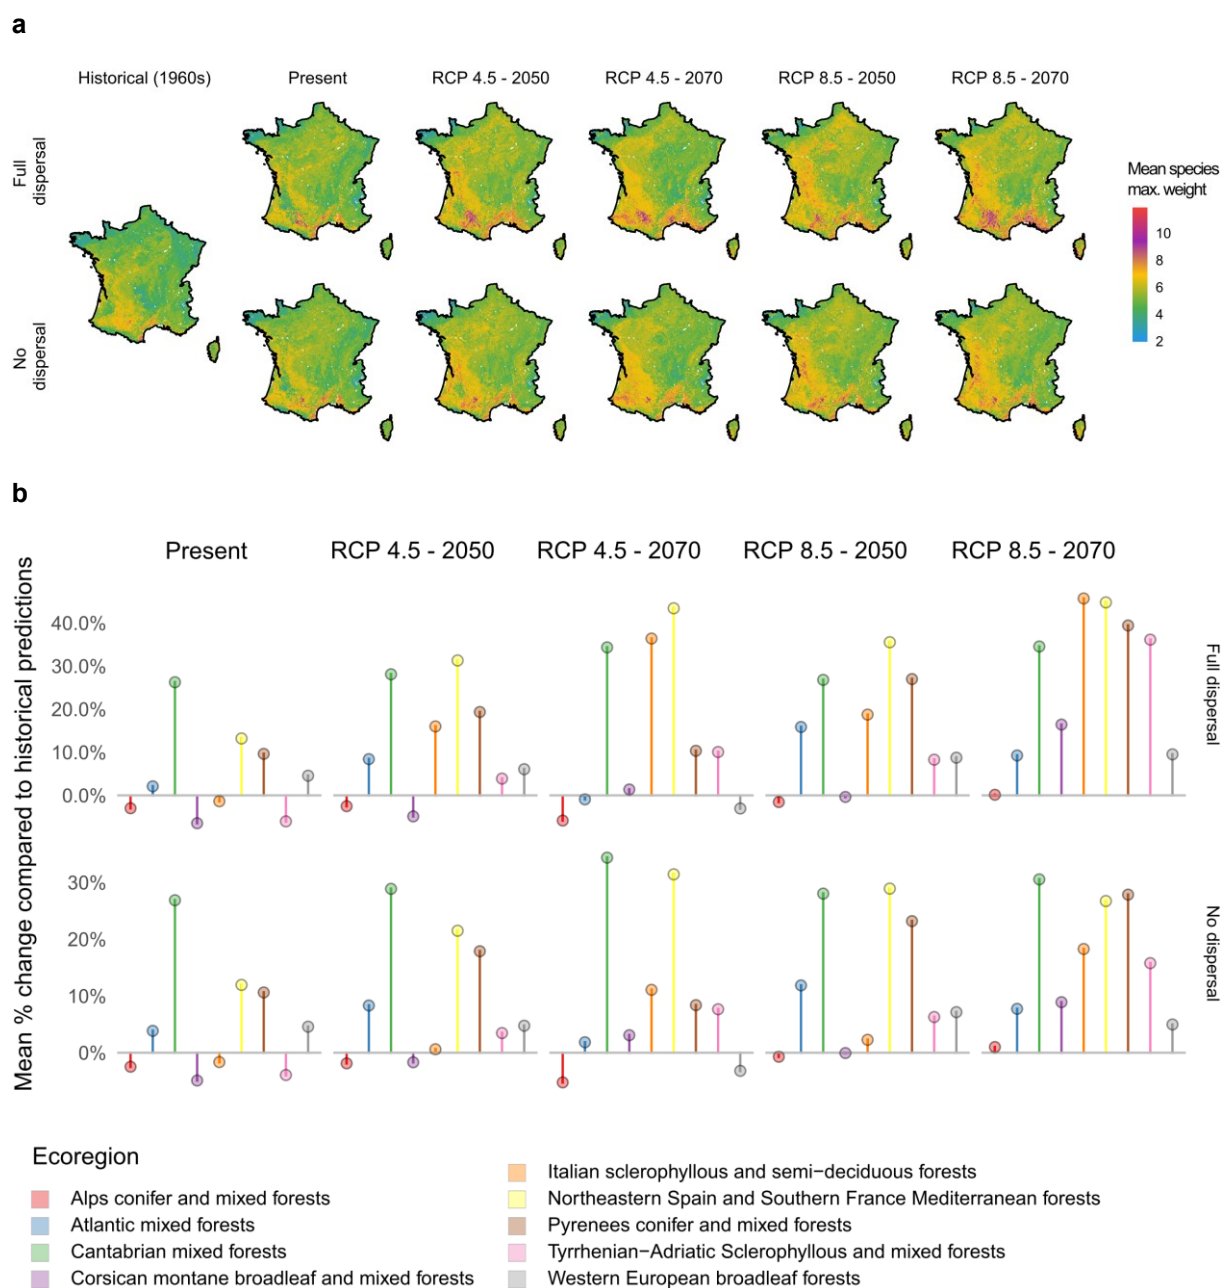 a
Historical (1960s)
Present
RCP 4.5 - 2050
RCP 4.5 - 2070
RCP 8.5 - 2050
RCP 8.5 - 2070
Full
dispersal
No
dispersal
Mean species
max. weight
10
8
6
4
2
b
Present
RCP 4.5 - 2050
RCP 4.5 - 2070
RCP 8.5 - 2050
RCP 8.5 - 2070
Mean % change compared to historical predictions
40.0%
30.0%
20.0%
10.0%
0.0%
Full dispersal
30%
20%
10%
0%
No dispersal
Ecoregion
Alps conifer and mixed forests
Atlantic mixed forests
Cantabrian mixed forests
Corsican montane broadleaf and mixed forests
Italian sclerophyllous and semi−deciduous forests
Northeastern Spain and Southern France Mediterranean forests
Pyrenees conifer and mixed forests
Tyrrhenian−Adriatic Sclerophyllous and mixed forests
Western European broadleaf forests